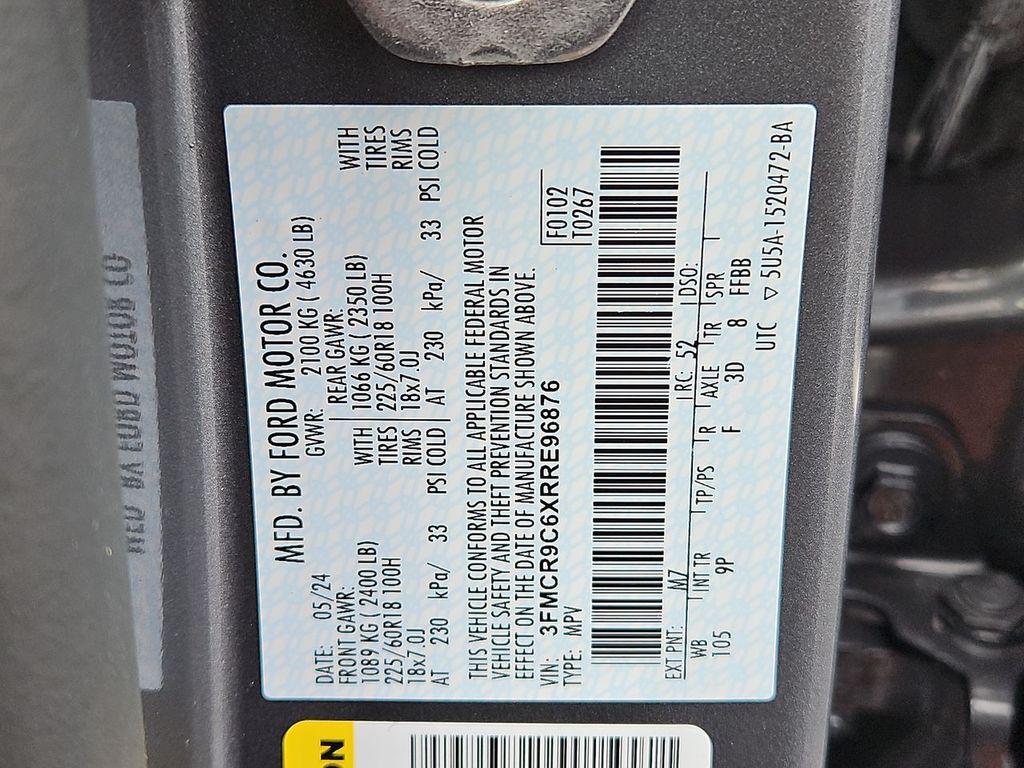 MFD. BY FORD MOTOR CO.
DATE: 05/24 GVWR: 2100 KG ( 4630 LB)
FRONT GAWR: REAR GAWR:
1089 KG ( 2400 LB) WITH 1066 KG ( 2350 LB) WITH
225/60R18 100H TIRES 225/60R18 100H TIRES
18x7.0J RIMS 18x7.0J RIMS
AT 230 kPa/ 33 PSI COLD AT 230 kPa/ 33 PSI COLD
THIS VEHICLE CONFORMS TO ALL APPLICABLE FEDERAL MOTOR
VEHICLE SAFETY AND THEFT PREVENTION STANDARDS IN
EFFECT ON THE DATE OF MANUFACTURE SHOWN ABOVE.
VIN: 3FMCR9C6XRRE96876 F0102
TYPE: MPV T0267
EXT PNT: M7 RC: 52 DSO:
WB INT TR TP/PS R AXLE TR SPR
105 9P F 3D 8 FFBB
UTC ▽ 5U5A-1520472-BA
ON